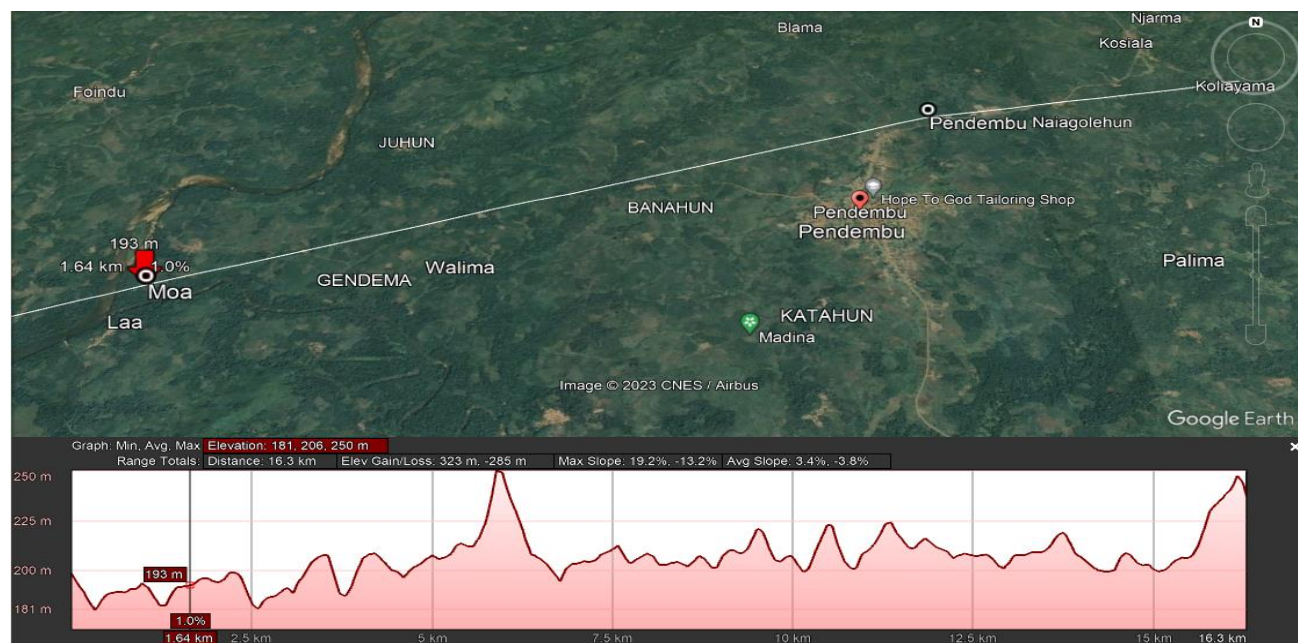 Njarma
Blama
N
Kosiala
Foindu
Koliayama
Pendembu Naiagolehun
JUHUN
Hope To God Tailoring Shop
BANAHUN
Pendembu
Pendembu
193 m
1.64 km 1.0%
Walima
Palima
GENDEMA
Moa
Laa
KATAHUN
Madina
Image © 2023 CNES / Airbus
Google Earth
Graph: Min, Avg, Max Elevation: 181, 206, 250 m
Range Totals: Distance: 16.3 km Elev Gain/Loss: 323 m, -285 m Max Slope: 19.2%, -13.2% Avg Slope: 3.4%, -3.8%
250 m
225 m
200 m
193 m
181 m
1.0%
1.64 km 2.5 km 5 km 7.5 km 10 km 12.5 km 15 km 16.3 km